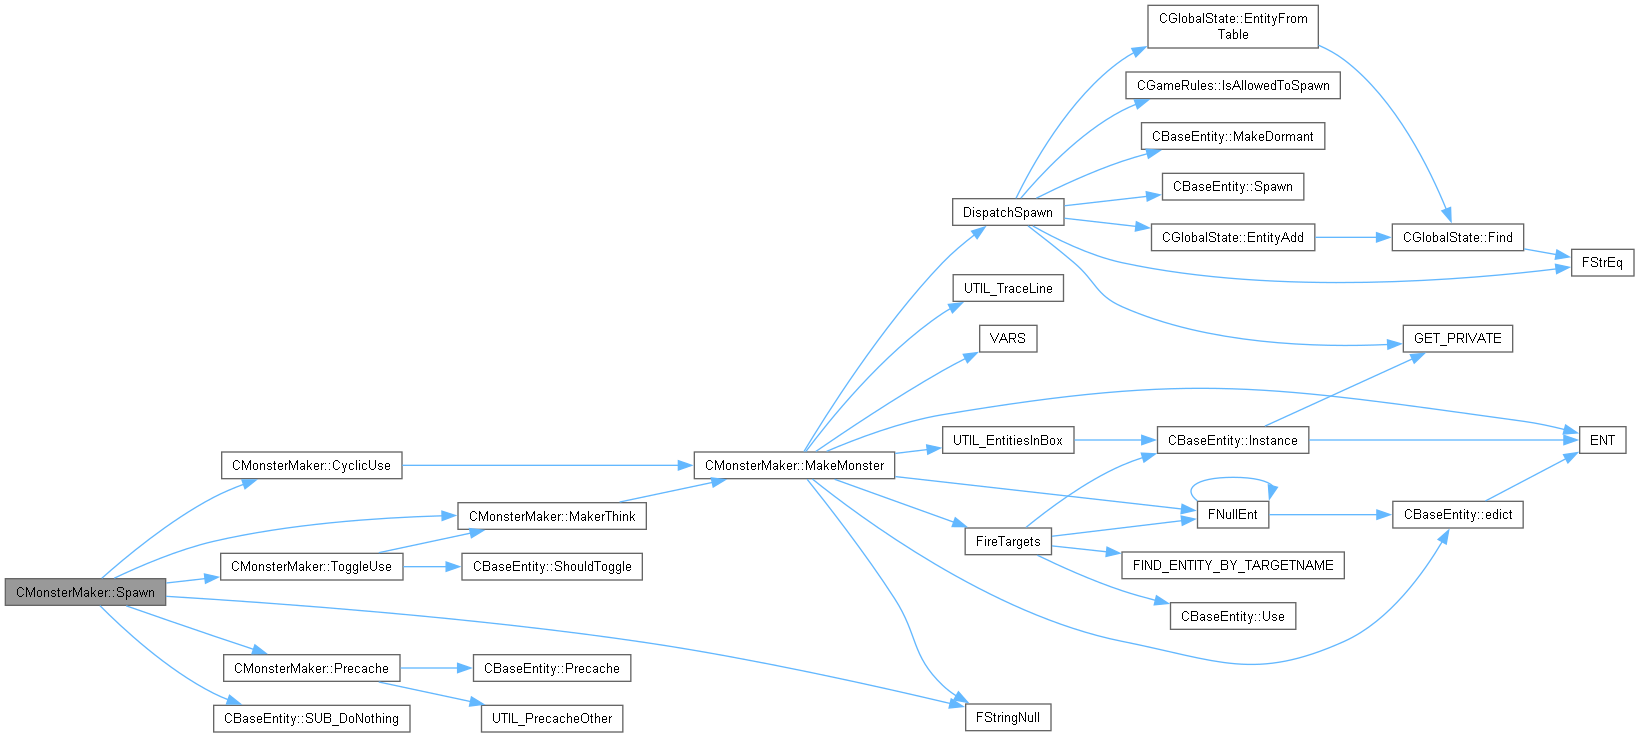 CGlobalState::EntityFrom
Table
CGameRules::IsAllowedToSpawn
CBaseEntity::MakeDormant
CBaseEntity::Spawn
DispatchSpawn
CGlobalState::EntityAdd
CGlobalState::Find
FStrEq
UTIL_TraceLine
VARS
GET_PRIVATE
UTIL_EntitiesInBox
CBaseEntity::Instance
ENT
CMonsterMaker::CyclicUse
CMonsterMaker::MakeMonster
CMonsterMaker::MakerThink
FNullEnt
CBaseEntity::edict
FireTargets
CMonsterMaker::ToggleUse
CBaseEntity::ShouldToggle
FIND_ENTITY_BY_TARGETNAME
CMonsterMaker::Spawn
CBaseEntity::Use
CMonsterMaker::Precache
CBaseEntity::Precache
CBaseEntity::SUB_DoNothing
UTIL_PrecacheOther
FStringNull